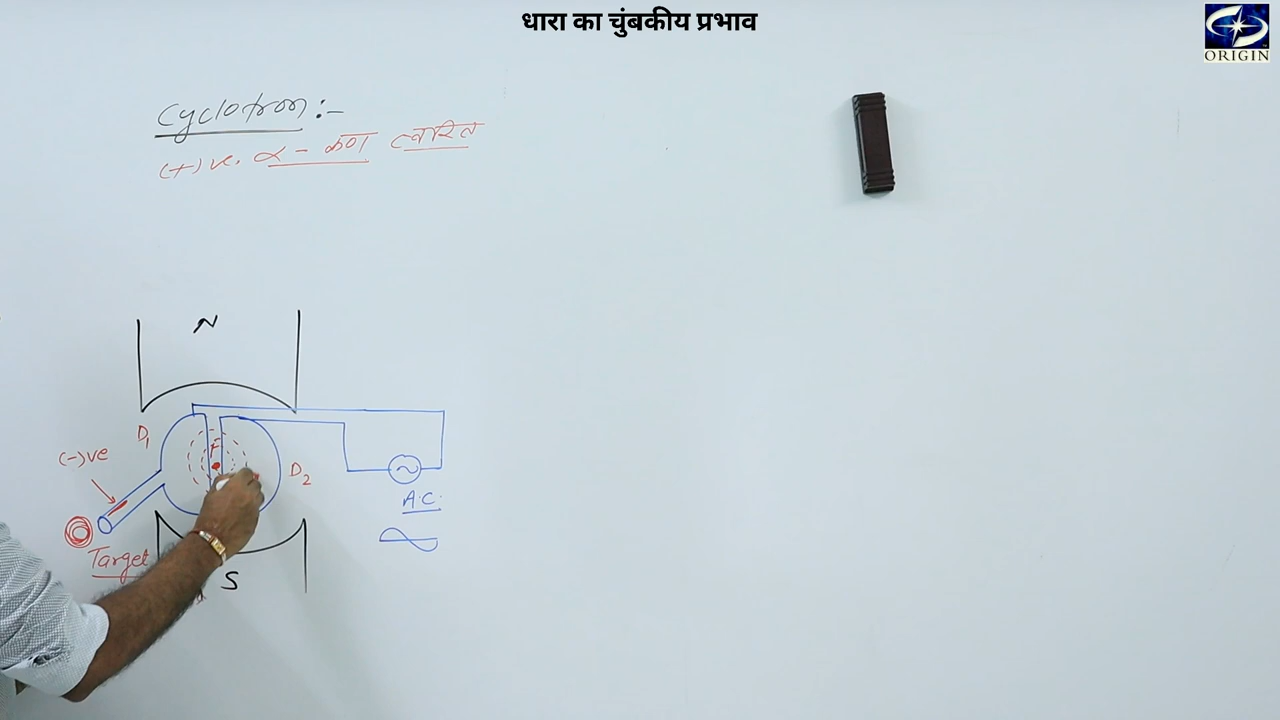 धारा का चुंबकीय प्रभाव
ORIGIN
Cyclotron :-
(+)ve. α - कण त्वरित
N
D₁
F
(-)ve
D₂
A.C.
Target
S